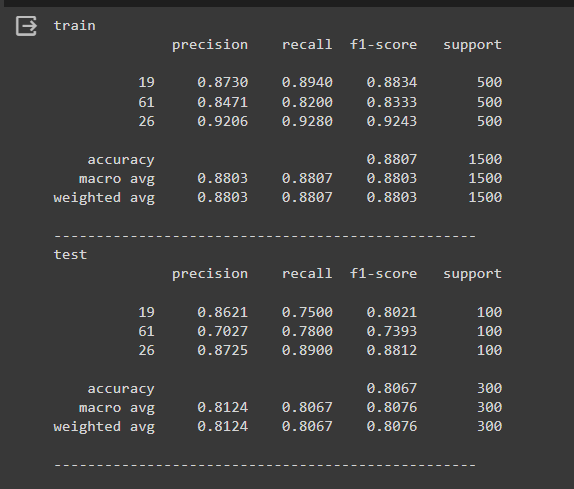 train
precision recall f1-score support
19 0.8730 0.8940 0.8834 500
61 0.8471 0.8200 0.8333 500
26 0.9206 0.9280 0.9243 500
accuracy 0.8807 1500
macro avg 0.8803 0.8807 0.8803 1500
weighted avg 0.8803 0.8807 0.8803 1500
--------------------------------------------------
test
precision recall f1-score support
19 0.8621 0.7500 0.8021 100
61 0.7027 0.7800 0.7393 100
26 0.8725 0.8900 0.8812 100
accuracy 0.8067 300
macro avg 0.8124 0.8067 0.8076 300
weighted avg 0.8124 0.8067 0.8076 300
--------------------------------------------------